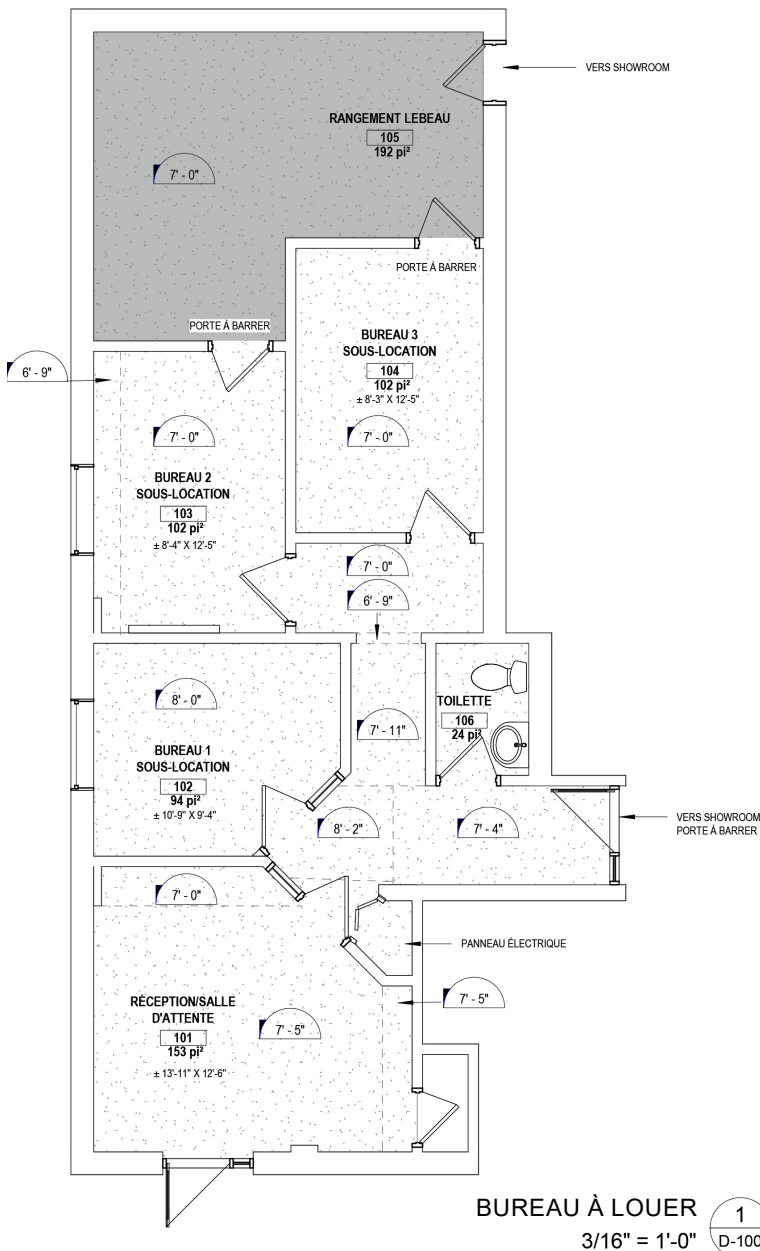 VERS SHOWROOM
RANGEMENT LEBEAU
105
192 pi²
7' - 0"
PORTE À BARRER
PORTE À BARRER
BUREAU 3
SOUS-LOCATION
104
102 pi²
± 8'-3" X 12'-5"
7' - 0"
6' - 9"
7' - 0"
BUREAU 2
SOUS-LOCATION
103
102 pi²
± 8'-4" X 12'-5"
7' - 0"
6' - 9"
8' - 0"
BUREAU 1
SOUS-LOCATION
102
94 pi²
± 10'-9" X 9'-4"
7' - 11"
TOILETTE
106
24 pi²
8' - 2"
7' - 4"
VERS SHOWROOM
PORTE À BARRER
7' - 0"
PANNEAU ÉLECTRIQUE
7' - 5"
RÉCEPTION/SALLE
D'ATTENTE
101
153 pi²
± 13'-11" X 12'-6"
7' - 5"
BUREAU À LOUER
3/16" = 1'-0"
1
D-100